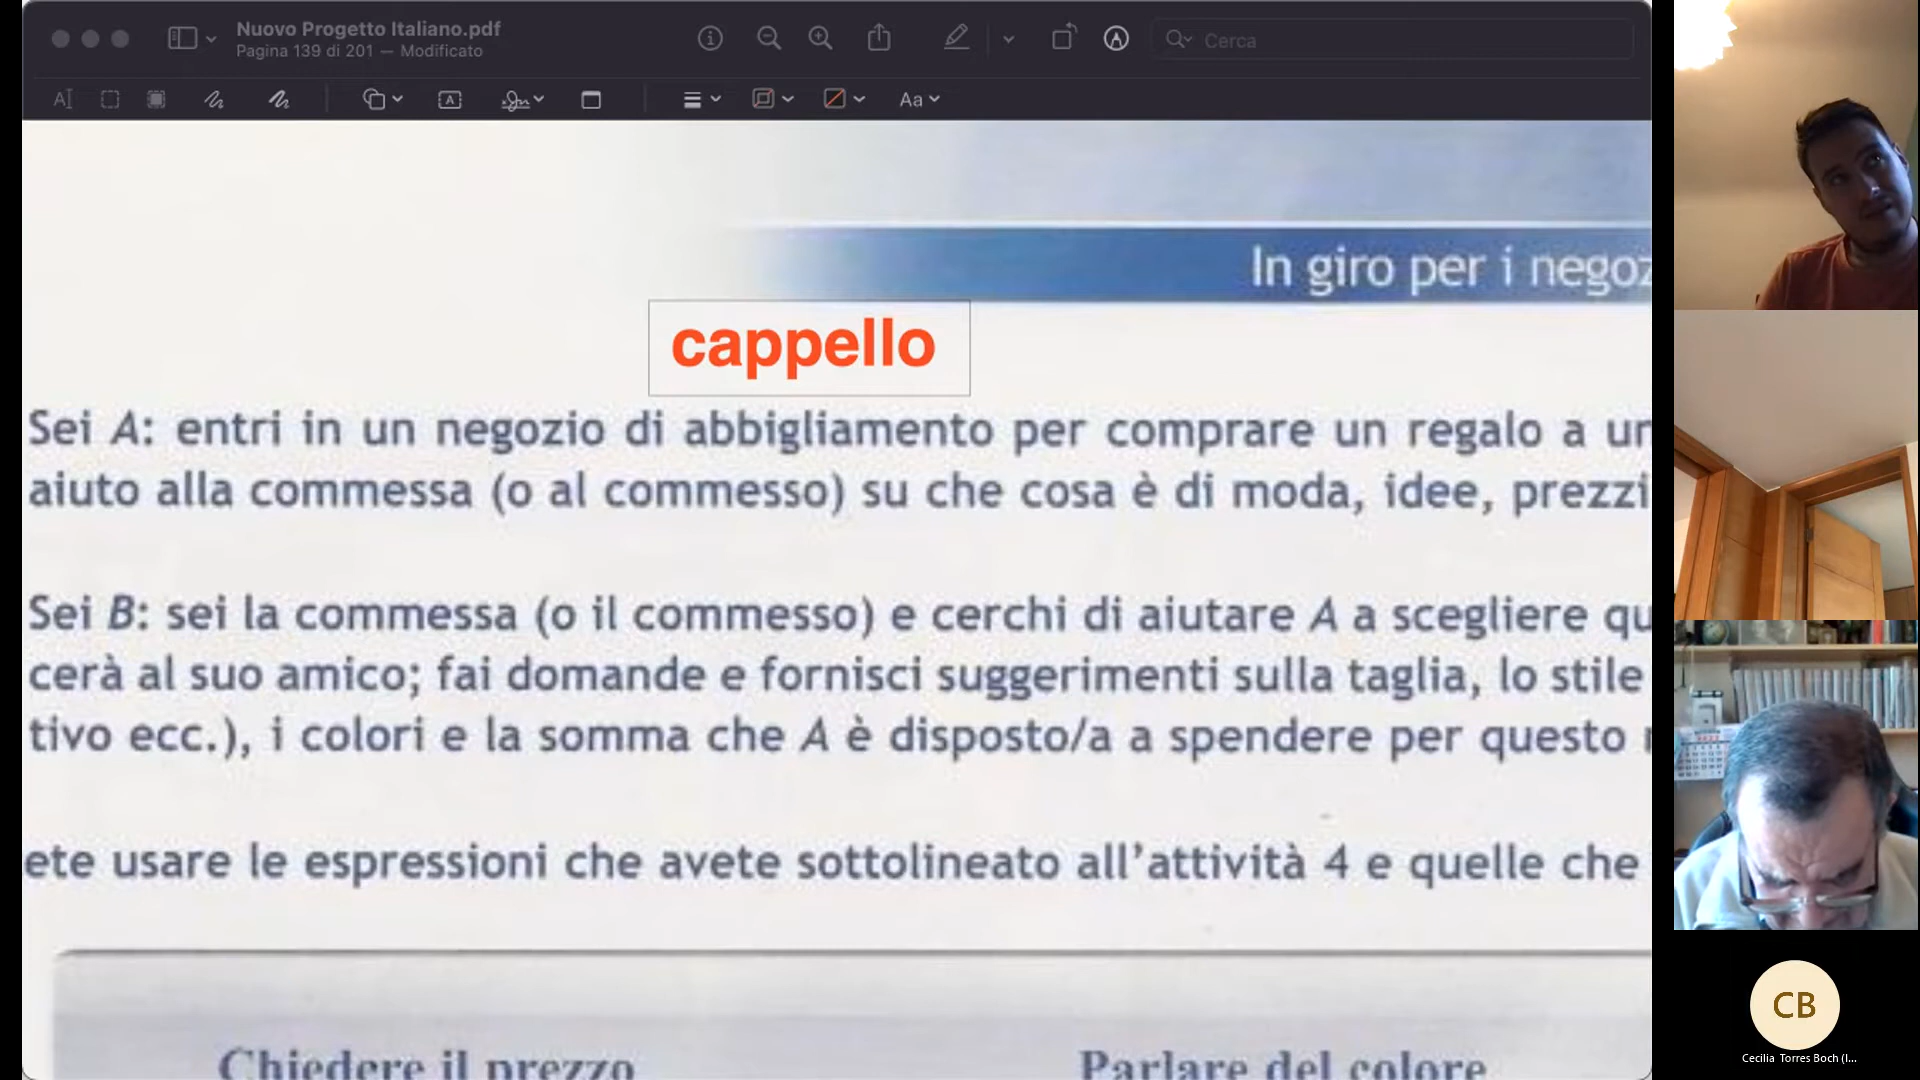 Nuovo Progetto Italiano.pdf
Pagina 139 di 201 — Modificato
Cerca
Aa
In giro per i negoz
cappello
Sei A: entri in un negozio di abbigliamento per comprare un regalo a un
aiuto alla commessa (o al commesso) su che cosa è di moda, idee, prezzi
Sei B: sei la commessa (o il commesso) e cerchi di aiutare A a scegliere qu
cerà al suo amico; fai domande e fornisci suggerimenti sulla taglia, lo stile
tivo ecc.), i colori e la somma che A è disposto/a a spendere per questo
ete usare le espressioni che avete sottolineato all'attività 4 e quelle che
Chiedere il prezzo
Parlare del colore
CB
Cecilia Torres Boch (I...